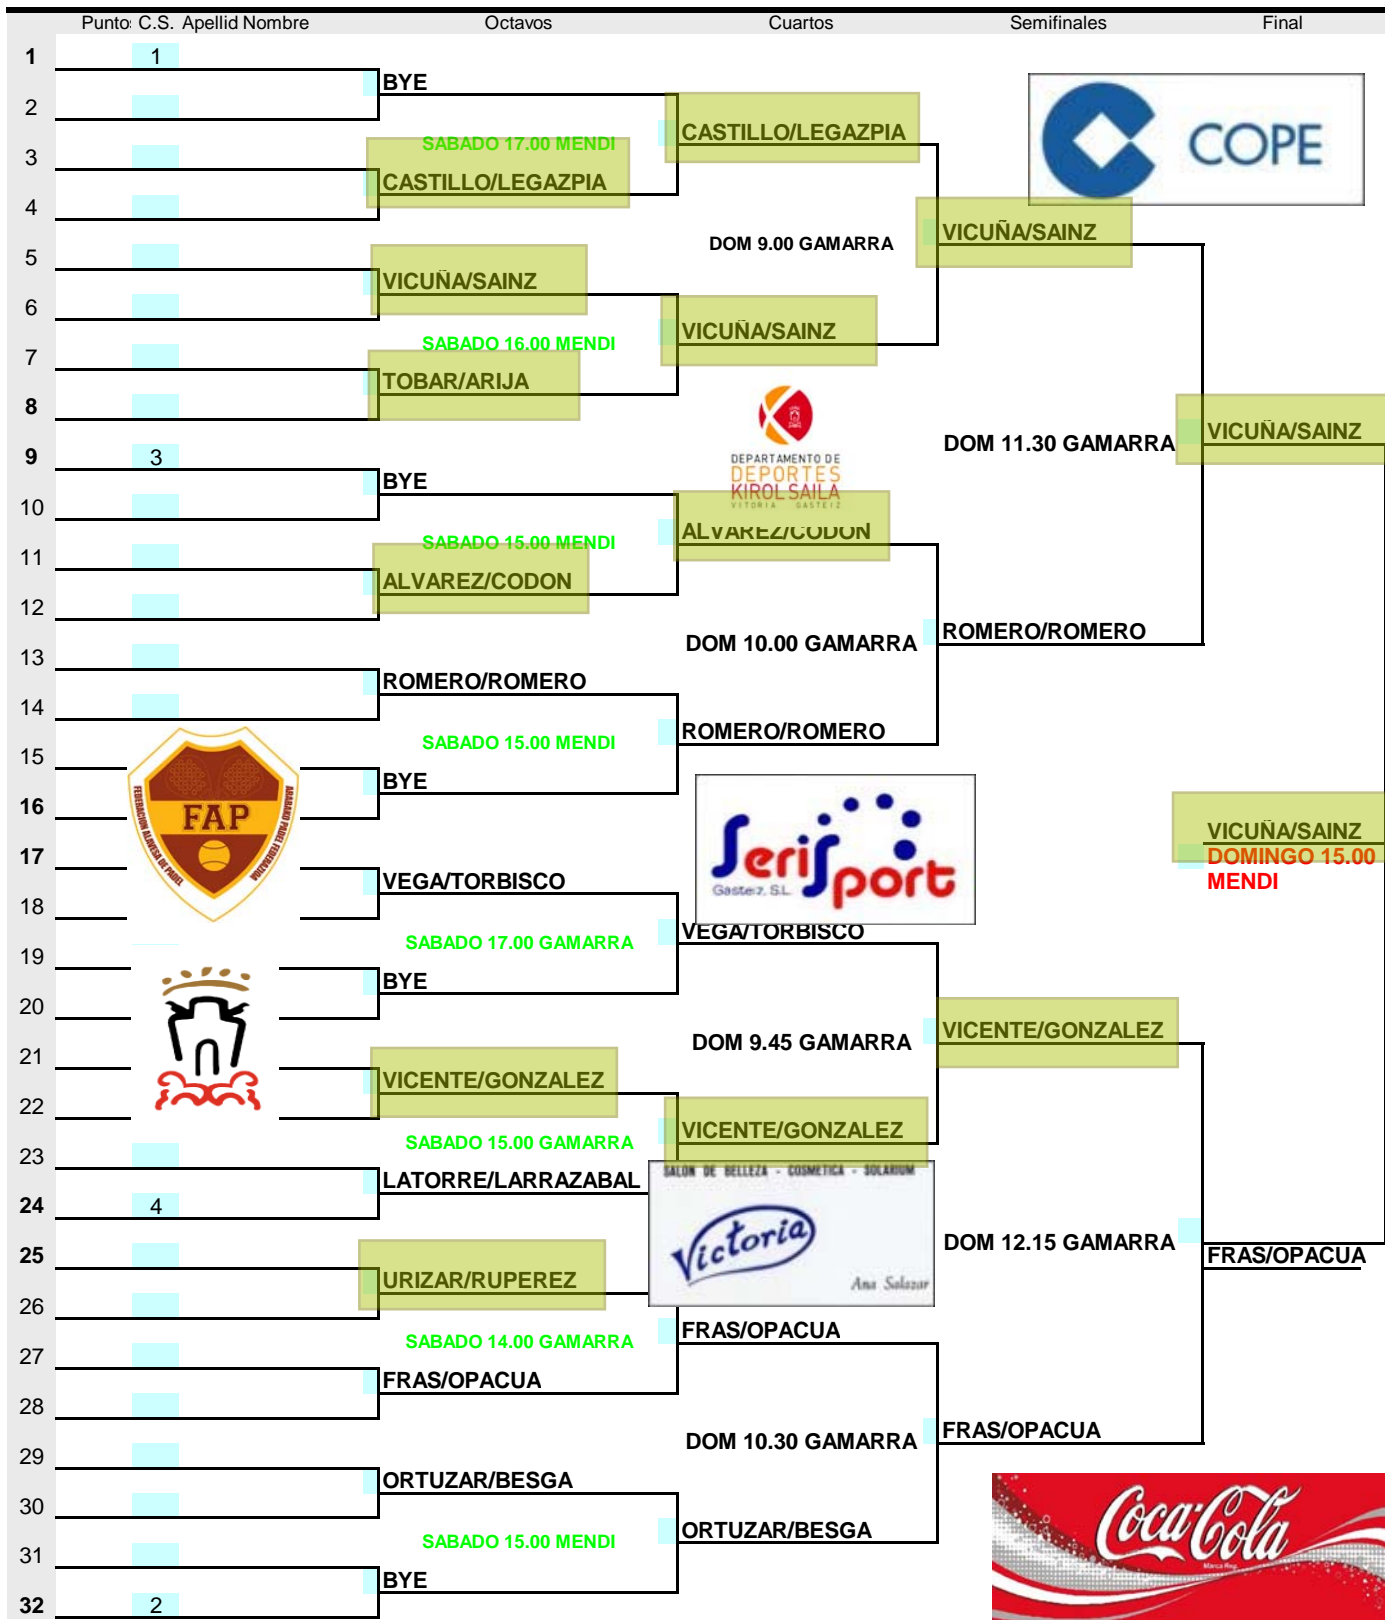 Punto: C.S. Apellid Nombre Octavos Cuartos Semifinales Final
1 1
BYE
2
CASTILLO/LEGAZPIA
SABADO 17.00 MENDI
COPE
3
CASTILLO/LEGAZPIA
4
VICUÑA/SAINZ
DOM 9.00 GAMARRA
5
VICUÑA/SAINZ
6
VICUÑA/SAINZ
SABADO 16.00 MENDI
7
TOBAR/ARIJA
8
VICUÑA/SAINZ
DOM 11.30 GAMARRA
9 3
DEPARTAMENTO DE
DEPORTES
KIROL SAILA
VITORIA GASTEIZ
BYE
10
ALVAREZ/CODON
SABADO 15.00 MENDI
11
ALVAREZ/CODON
12
ROMERO/ROMERO
DOM 10.00 GAMARRA
13
ROMERO/ROMERO
14
ROMERO/ROMERO
SABADO 15.00 MENDI
15
BYE
16
FAP
FEDERACION ALAVESA DE PADEL
ARABAKO PADEL FEDERAZIOA
SeriSport
Gasteiz, S.L.
VICUÑA/SAINZ
DOMINGO 15.00
MENDI
17
VEGA/TORBISCO
18
VEGA/TORBISCO
SABADO 17.00 GAMARRA
19
BYE
20
VICENTE/GONZALEZ
DOM 9.45 GAMARRA
21
VICENTE/GONZALEZ
22
VICENTE/GONZALEZ
SABADO 15.00 GAMARRA
23
SALON DE BELLEZA - COSMETICA - SOLARIUM
LATORRE/LARRAZABAL
24 4
Victoria
Ana Salazar
DOM 12.15 GAMARRA
25
FRAS/OPACUA
URIZAR/RUPEREZ
26
FRAS/OPACUA
SABADO 14.00 GAMARRA
27
FRAS/OPACUA
28
FRAS/OPACUA
DOM 10.30 GAMARRA
29
ORTUZAR/BESGA
30
ORTUZAR/BESGA
SABADO 15.00 MENDI
Coca-Cola
Marca Reg.
31
BYE
32 2